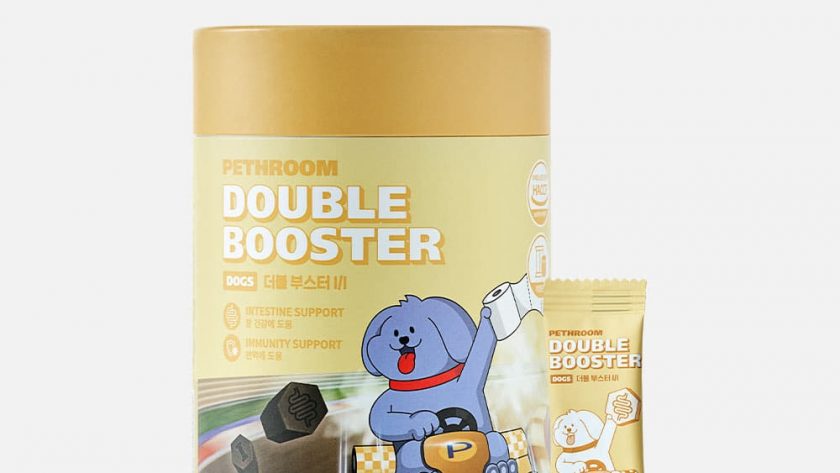 PETHROOM
DOUBLE
BOOSTER
DOGS 더블 부스터 I/I
INTESTINE SUPPORT
장 건강에 도움
IMMUNITY SUPPORT
면역에 도움
HACCP
P
PETHROOM
DOUBLE
BOOSTER
DOGS 더블 부스터 I/I